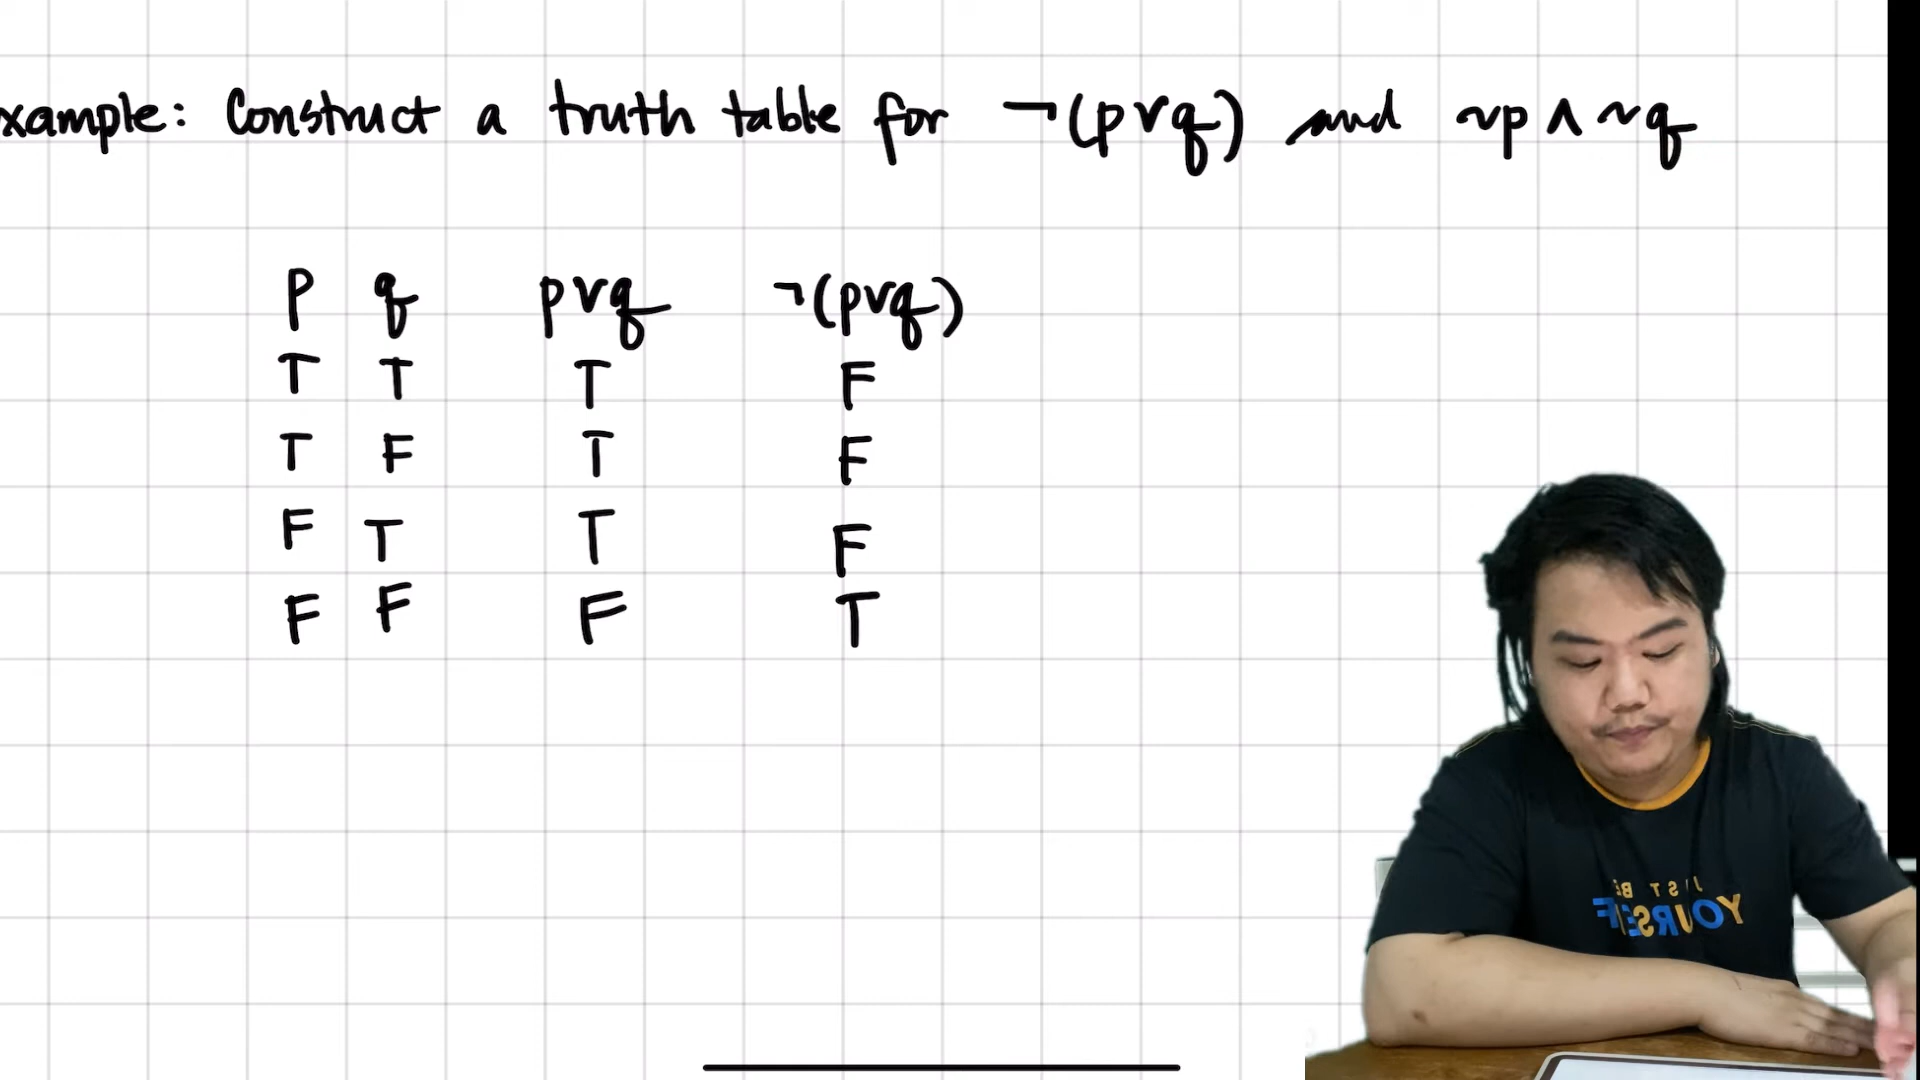 xample: Construct a truth table for ¬(p∨q) and ~p ∧ ~q
p q p∨q ¬(p∨q)
T T T F
T F T F
F T T F
F F F T
JUST BE
YOURSELF